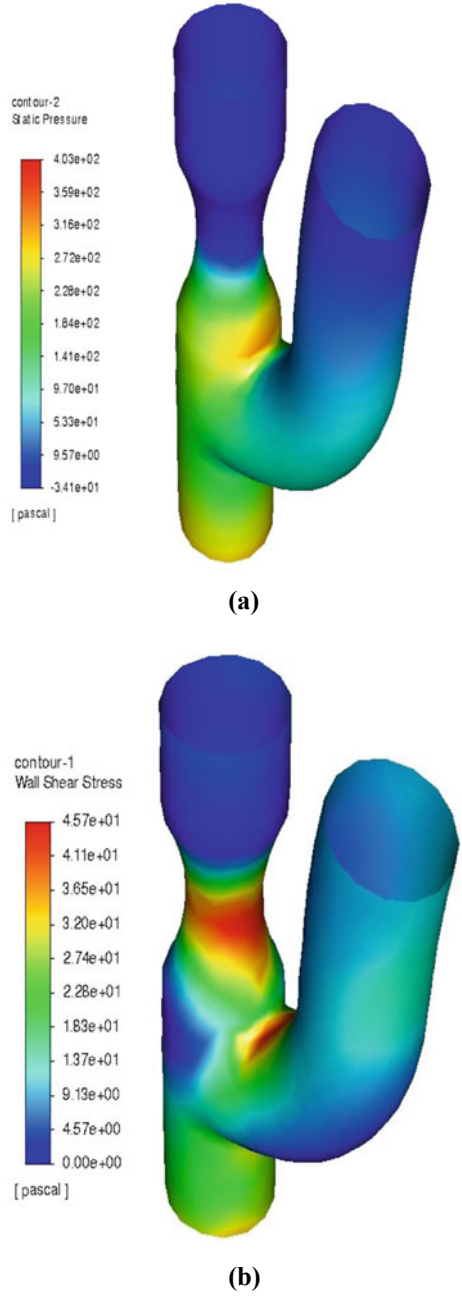 contour-2
Static Pressure
4.03e+02
3.59e+02
3.16e+02
2.72e+02
2.28e+02
1.84e+02
1.41e+02
9.70e+01
5.33e+01
9.57e+00
-3.41e+01
[ pascal ]
(a)
contour-1
Wall Shear Stress
4.57e+01
4.11e+01
3.65e+01
3.20e+01
2.74e+01
2.28e+01
1.83e+01
1.37e+01
9.13e+00
4.57e+00
0.00e+00
[ pascal ]
(b)